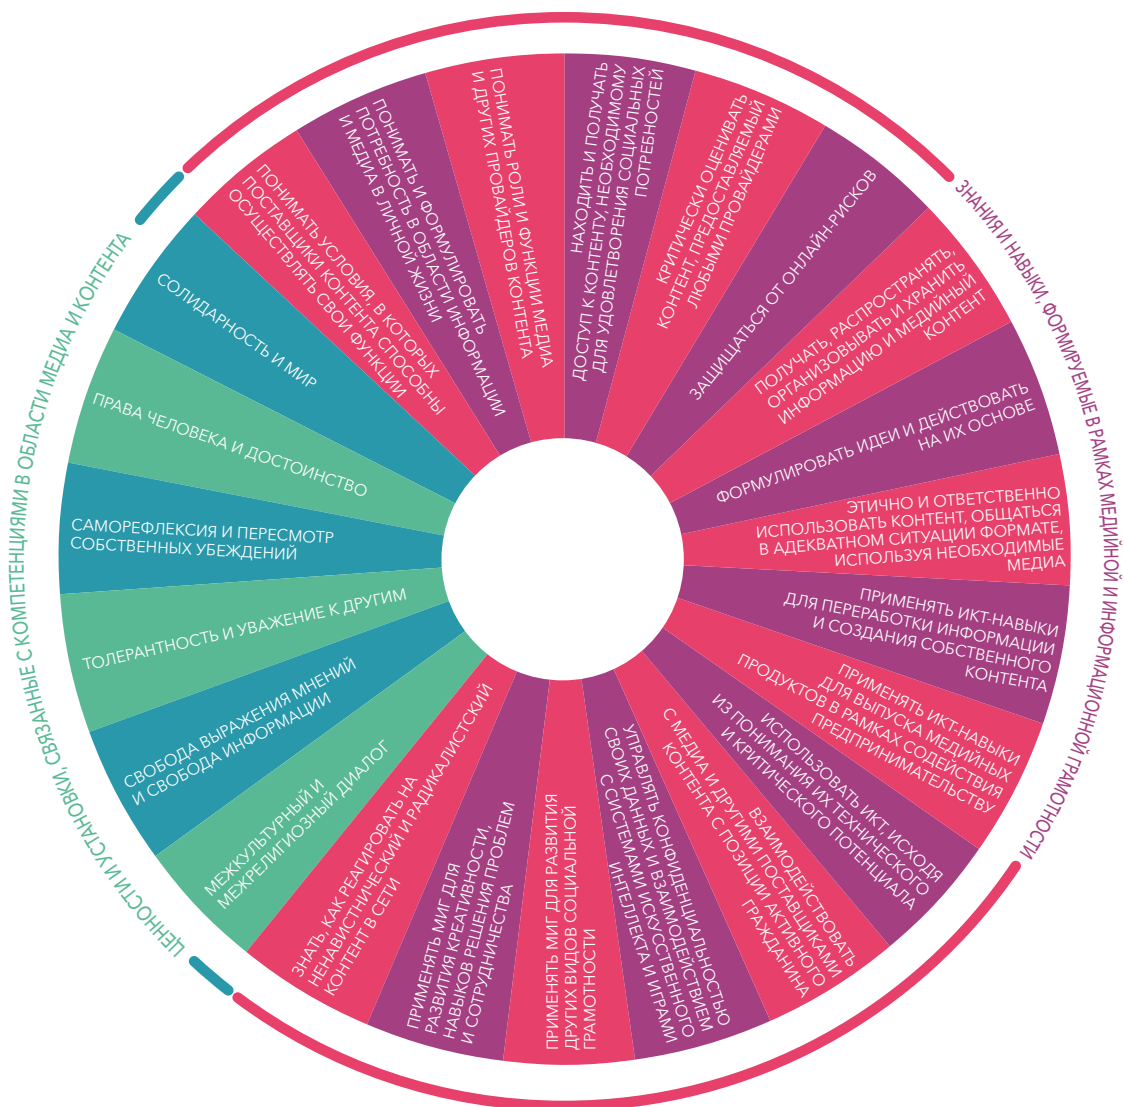 ЗНАНИЯ И НАВЫКИ, ФОРМИРУЕМЫЕ В РАМКАХ МЕДИЙНОЙ И ИНФОРМАЦИОННОЙ ГРАМОТНОСТИ
НАХОДИТЬ И ПОЛУЧАТЬ
ДОСТУП К КОНТЕНТУ, НЕОБХОДИМОМУ
ДЛЯ УДОВЛЕТВОРЕНИЯ СОЦИАЛЬНЫХ
ПОТРЕБНОСТЕЙ
КРИТИЧЕСКИ ОЦЕНИВАТЬ
КОНТЕНТ, ПРЕДОСТАВЛЯЕМЫЙ
ЛЮБЫМИ ПРОВАЙДЕРАМИ
ЗАЩИЩАТЬСЯ ОТ ОНЛАЙН-РИСКОВ
ПОЛУЧАТЬ, РАСПРОСТРАНЯТЬ,
ОРГАНИЗОВЫВАТЬ И ХРАНИТЬ
ИНФОРМАЦИЮ И МЕДИЙНЫЙ
КОНТЕНТ
ФОРМУЛИРОВАТЬ ИДЕИ И ДЕЙСТВОВАТЬ
НА ИХ ОСНОВЕ
ЭТИЧНО И ОТВЕТСТВЕННО
ИСПОЛЬЗОВАТЬ КОНТЕНТ, ОБЩАТЬСЯ
В АДЕКВАТНОМ СИТУАЦИИ ФОРМАТЕ,
ИСПОЛЬЗУЯ НЕОБХОДИМЫЕ
МЕДИА
ПРИМЕНЯТЬ ИКТ-НАВЫКИ
ДЛЯ ПЕРЕРАБОТКИ ИНФОРМАЦИИ
И СОЗДАНИЯ СОБСТВЕННОГО
КОНТЕНТА
ПРИМЕНЯТЬ ИКТ-НАВЫКИ
ДЛЯ ВЫПУСКА МЕДИЙНЫХ
ПРОДУКТОВ В РАМКАХ СОДЕЙСТВИЯ
ПРЕДПРИНИМАТЕЛЬСТВУ
ИСПОЛЬЗОВАТЬ ИКТ, ИСХОДЯ
ИЗ ПОНИМАНИЯ ИХ ТЕХНИЧЕСКОГО
И КРИТИЧЕСКОГО ПОТЕНЦИАЛА
ВЗАИМОДЕЙСТВОВАТЬ
С МЕДИА И ДРУГИМИ ПОСТАВЩИКАМИ
КОНТЕНТА С ПОЗИЦИИ АКТИВНОГО
ГРАЖДАНИНА
УПРАВЛЯТЬ КОНФИДЕНЦИАЛЬНОСТЬЮ
СВОИХ ДАННЫХ И ВЗАИМОДЕЙСТВИЕМ
С СИСТЕМАМИ ИСКУССТВЕННОГО
ИНТЕЛЛЕКТА И ИГРАМИ
ПРИМЕНЯТЬ МИГ ДЛЯ РАЗВИТИЯ
ДРУГИХ ВИДОВ СОЦИАЛЬНОЙ
ГРАМОТНОСТИ
ПРИМЕНЯТЬ МИГ ДЛЯ
РАЗВИТИЯ КРЕАТИВНОСТИ,
НАВЫКОВ РЕШЕНИЯ ПРОБЛЕМ
И СОТРУДНИЧЕСТВА
ЗНАТЬ, КАК РЕАГИРОВАТЬ НА
НЕНАВИСТНИЧЕСКИЙ И РАДИКАЛИСТСКИЙ
КОНТЕНТ В СЕТИ
ЦЕННОСТИ И УСТАНОВКИ, СВЯЗАННЫЕ С КОМПЕТЕНЦИЯМИ В ОБЛАСТИ МЕДИА И КОНТЕНТА
МЕЖКУЛЬТУРНЫЙ И
МЕЖРЕЛИГИОЗНЫЙ ДИАЛОГ
СВОБОДА ВЫРАЖЕНИЯ МНЕНИЙ
И СВОБОДА ИНФОРМАЦИИ
ТОЛЕРАНТНОСТЬ И УВАЖЕНИЕ К ДРУГИМ
САМОРЕФЛЕКСИЯ И ПЕРЕСМОТР
СОБСТВЕННЫХ УБЕЖДЕНИЙ
ПРАВА ЧЕЛОВЕКА И ДОСТОИНСТВО
СОЛИДАРНОСТЬ И МИР
ПОНИМАТЬ УСЛОВИЯ, В КОТОРЫХ
ПОСТАВЩИКИ КОНТЕНТА СПОСОБНЫ
ОСУЩЕСТВЛЯТЬ СВОИ ФУНКЦИИ
ПОНИМАТЬ И ФОРМУЛИРОВАТЬ
ПОТРЕБНОСТЬ В ОБЛАСТИ ИНФОРМАЦИИ
И МЕДИА В ЛИЧНОЙ ЖИЗНИ
ПОНИМАТЬ РОЛИ И ФУНКЦИИ МЕДИА
И ДРУГИХ ПРОВАЙДЕРОВ КОНТЕНТА